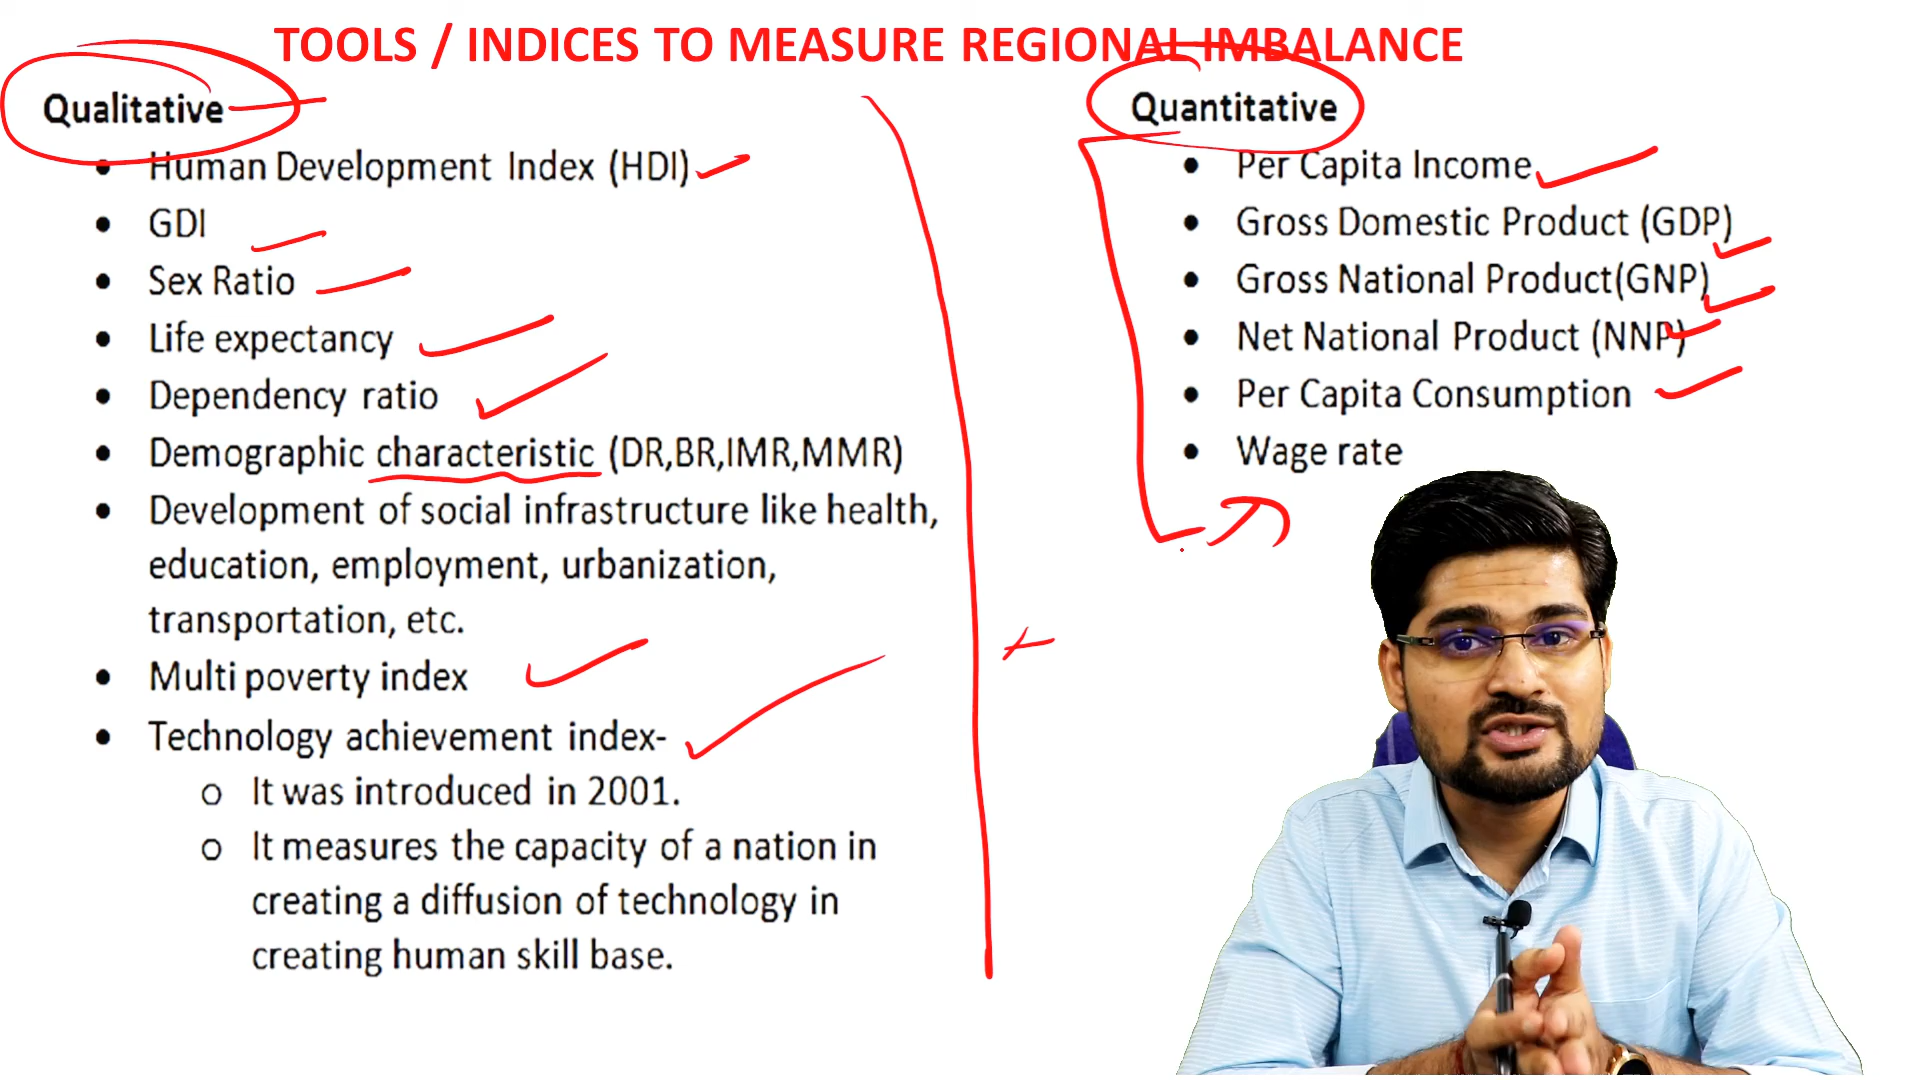 TOOLS / INDICES TO MEASURE REGIONAL IMBALANCE
Qualitative
• Human Development Index (HDI)
• GDI
• Sex Ratio
• Life expectancy
• Dependency ratio
• Demographic characteristic (DR,BR,IMR,MMR)
• Development of social infrastructure like health,
education, employment, urbanization,
transportation, etc.
• Multi poverty index
• Technology achievement index-
o It was introduced in 2001.
o It measures the capacity of a nation in
creating a diffusion of technology in
creating human skill base.
Quantitative
• Per Capita Income
• Gross Domestic Product (GDP)
• Gross National Product(GNP)
• Net National Product (NNP)
• Per Capita Consumption
• Wage rate